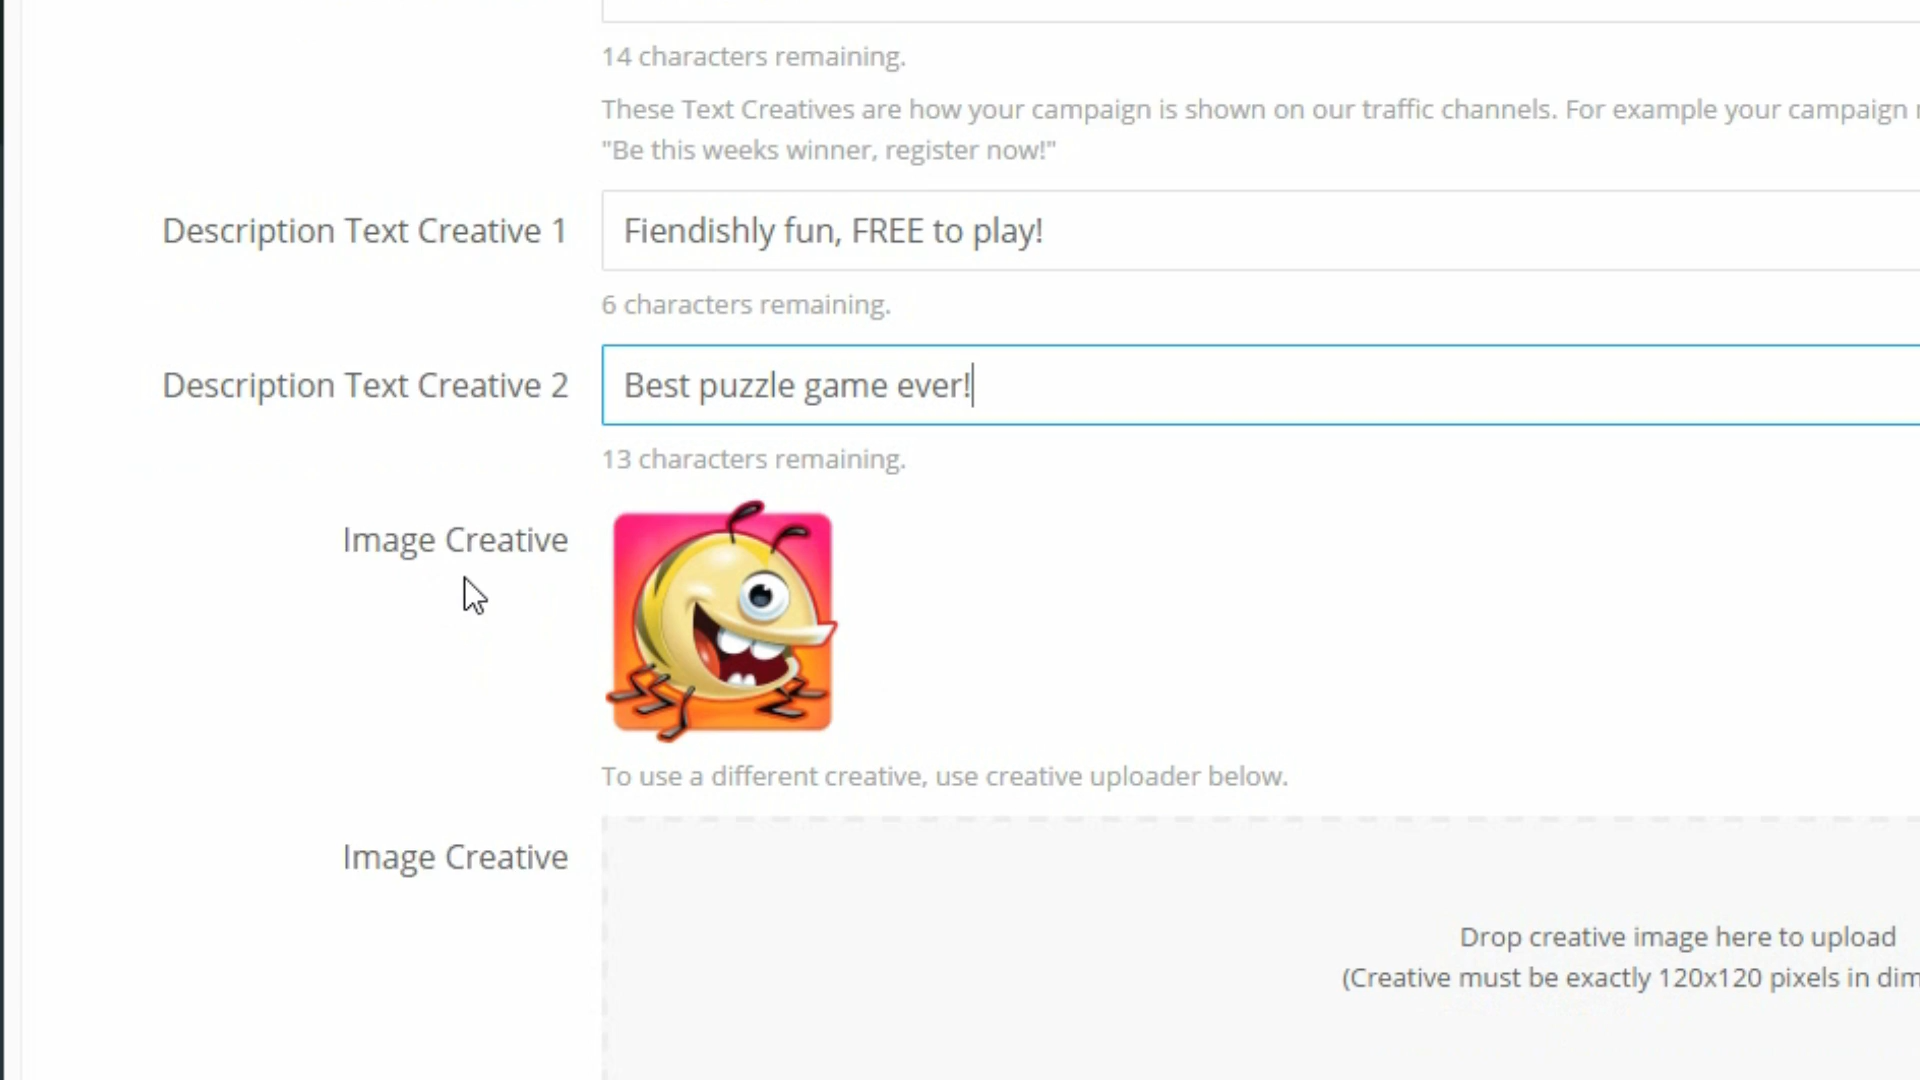 14 characters remaining.
These Text Creatives are how your campaign is shown on our traffic channels. For example your campaign
"Be this weeks winner, register now!"
Description Text Creative 1
Fiendishly fun, FREE to play!
6 characters remaining.
Description Text Creative 2
Best puzzle game ever!
13 characters remaining.
Image Creative
To use a different creative, use creative uploader below.
Image Creative
Drop creative image here to upload
(Creative must be exactly 120x120 pixels in dim